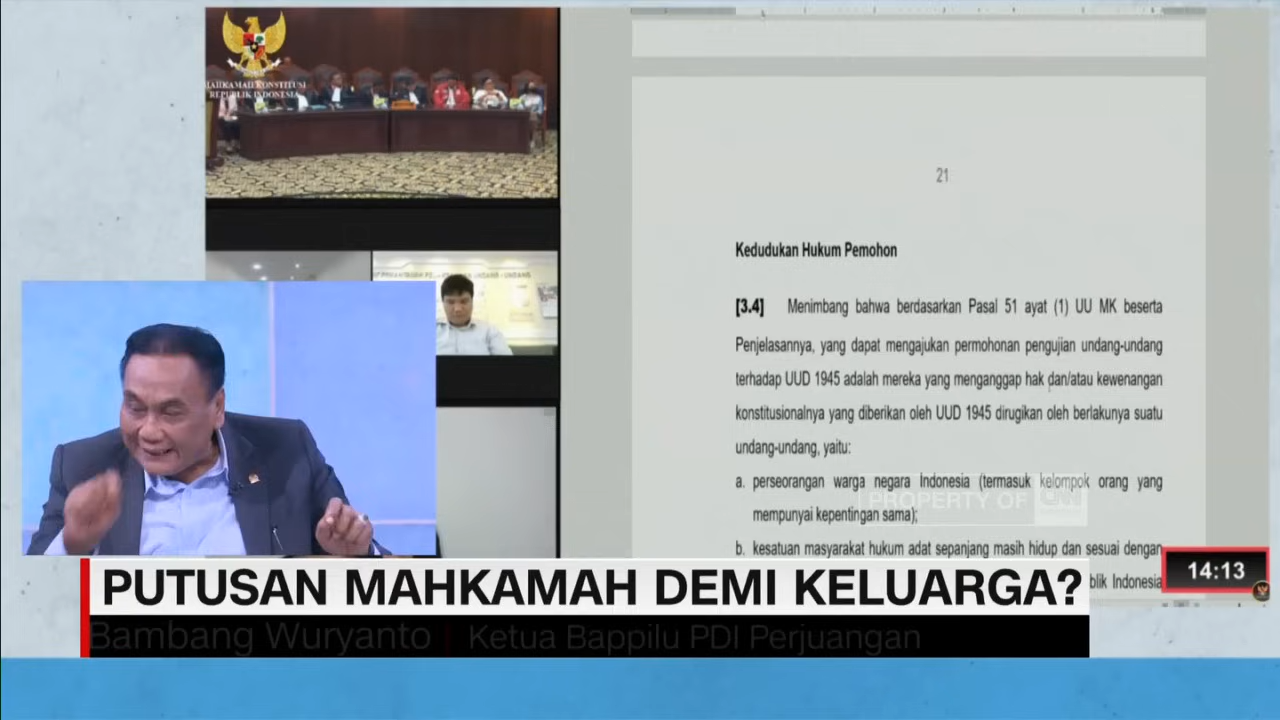 MAHKAMAH KONSTITUSI
REPUBLIK INDONESIA
21
Kedudukan Hukum Pemohon
[3.4] Menimbang bahwa berdasarkan Pasal 51 ayat (1) UU MK beserta
Penjelasannya, yang dapat mengajukan permohonan pengujian undang-undang
terhadap UUD 1945 adalah mereka yang menganggap hak dan/atau kewenangan
konstitusionalnya yang diberikan oleh UUD 1945 dirugikan oleh berlakunya suatu
undang-undang, yaitu:
a. perseorangan warga negara Indonesia (termasuk kelompok orang yang
mempunyai kepentingan sama);
b. kesatuan masyarakat hukum adat sepanjang masih hidup dan sesuai dengan
blik Indonesia
PROPERTY OF CNN
14:13
PUTUSAN MAHKAMAH DEMI KELUARGA?
Bambang Wuryanto | Ketua Bappilu PDI Perjuangan